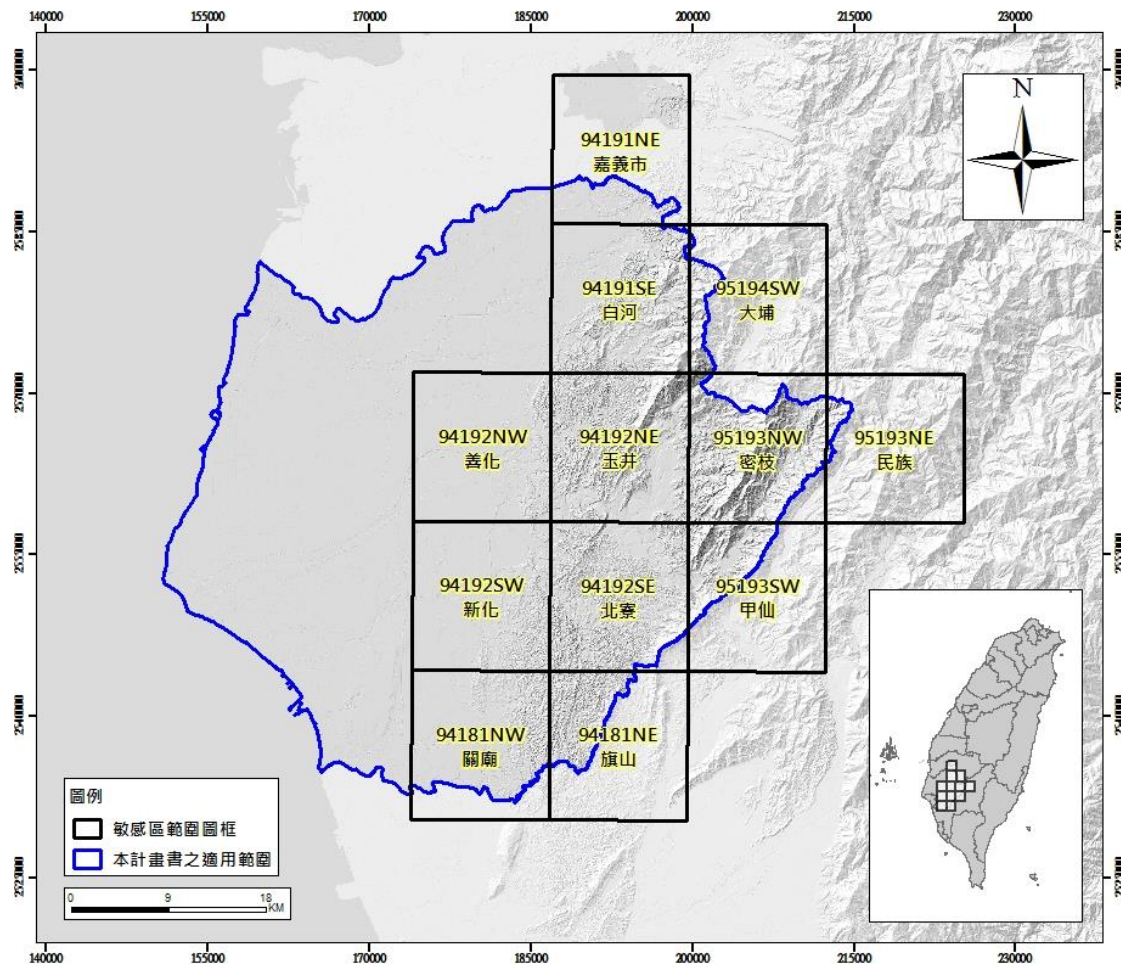 140000 155000 170000 185000 200000 215000 230000
N
94191NE
嘉義市
94191SE
白河
95194SW
大埔
94192NW
善化
94192NE
玉井
95193NW
密枝
95193NE
民族
94192SW
新化
94192SE
北寮
95193SW
甲仙
94181NW
關廟
94181NE
旗山
圖例
敏感區範圍圖框
本計畫書之適用範圍
0 9 18
KM
2570000
2570000
140000 155000 170000 185000 200000 215000 230000